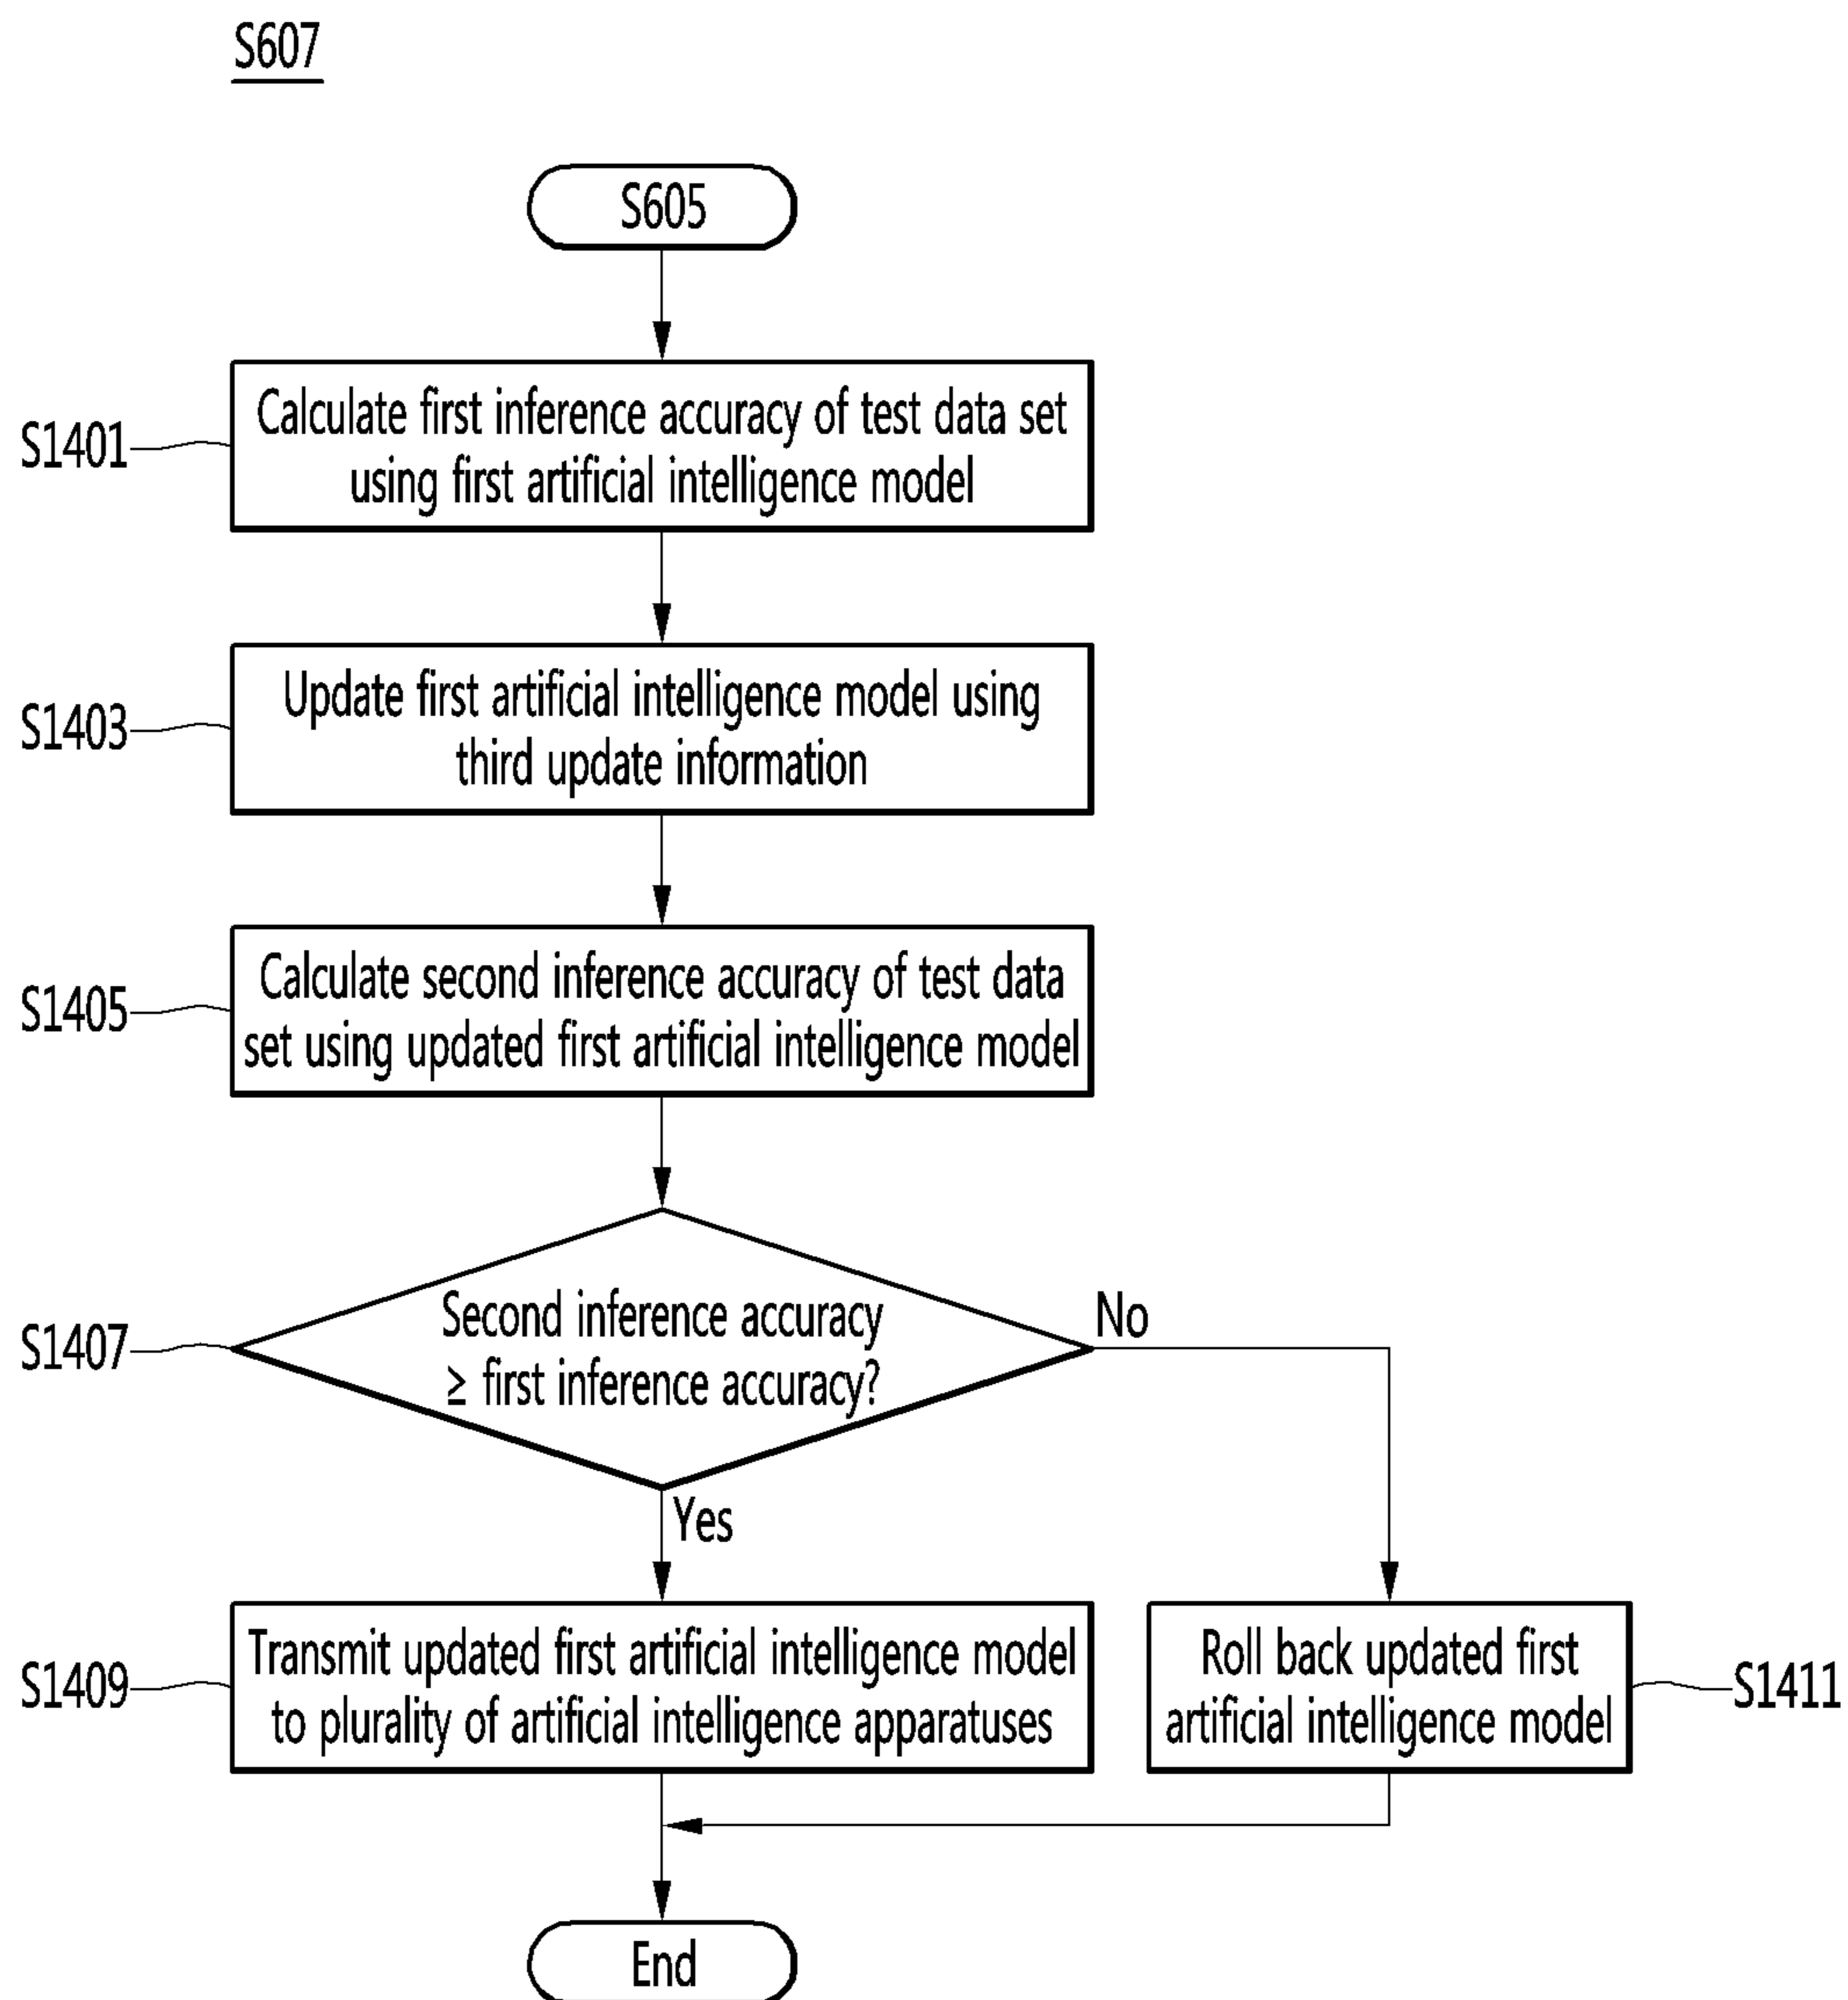 S607
S605
S1401
Calculate first inference accuracy of test data set
using first artificial intelligence model
S1403
Update first artificial intelligence model using
third update information
S1405
Calculate second inference accuracy of test data
set using updated first artificial intelligence model
S1407
Second inference accuracy
≥ first inference accuracy?
No
Yes
S1409
Transmit updated first artificial intelligence model
to plurality of artificial intelligence apparatuses
Roll back updated first
artificial intelligence model
S1411
End